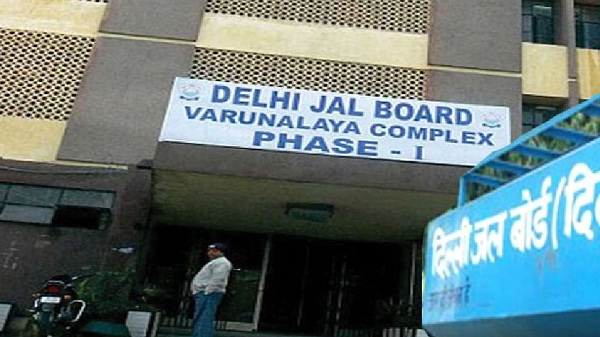 DELHI JAL BOARD
VARUNALAYA COMPLEX
PHASE - I
दिल्ली जल बोर्ड (दि